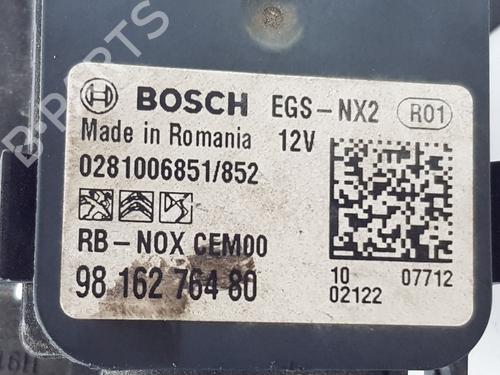 B-PARTS
BOSCH EGS-NX2 R01
Made in Romania 12V
0281006851/852
RB-NOX CEM00
98 162 764 80
10 07712
02122